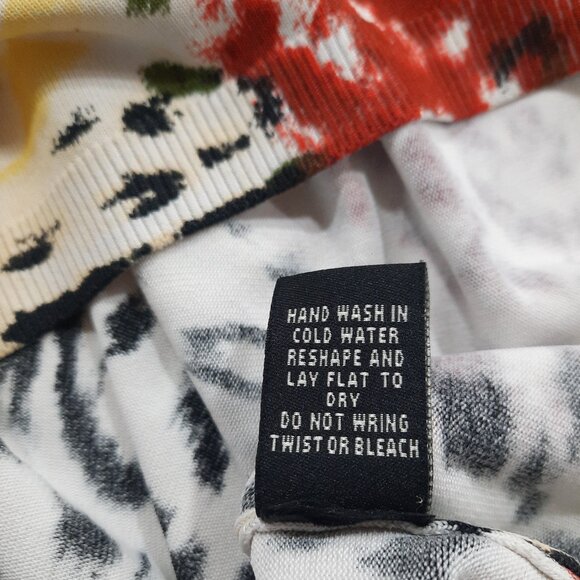 HAND WASH IN
COLD WATER
RESHAPE AND
LAY FLAT TO
DRY
DO NOT WRING
TWIST OR BLEACH